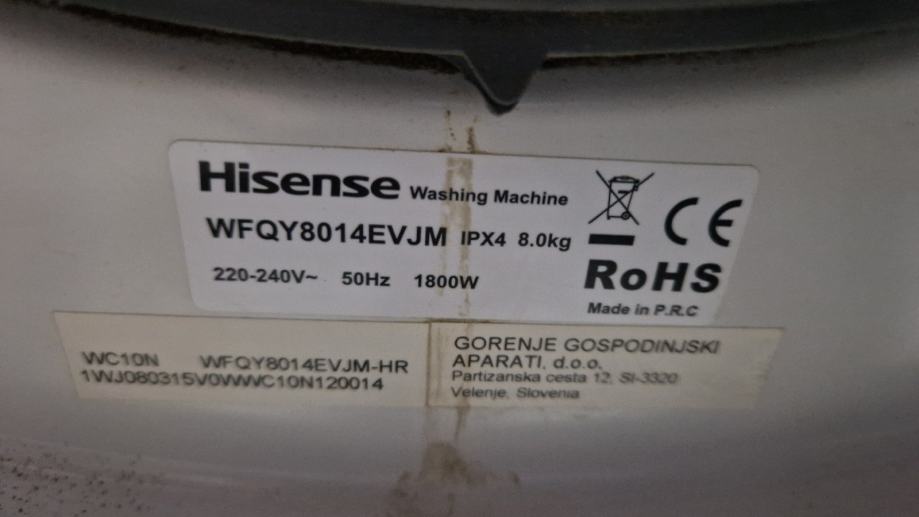 Hisense Washing Machine
WFQY8014EVJM IPX4 8.0kg
220-240V~ 50Hz 1800W
CE
RoHS
Made in P.R.C
WC10N WFQY8014EVJM-HR
1WJ080315V0WWC10N120014
GORENJE GOSPODINJSKI
APARATI, d.o.o.
Partizanska cesta 12, SI-3320
Velenje, Slovenia